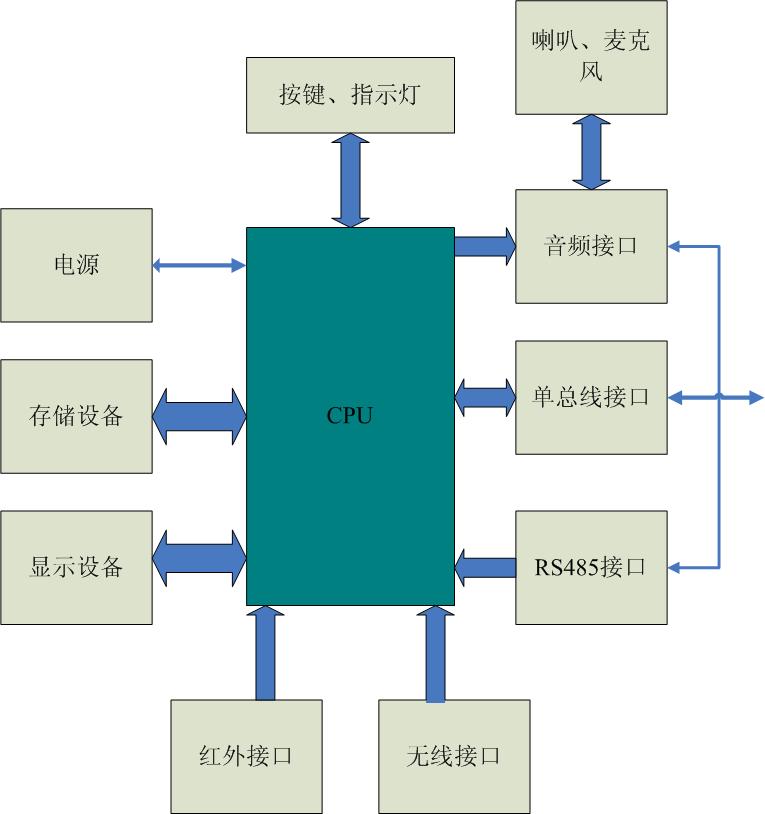 喇叭、麦克
风
按键、指示灯
电源
音频接口
存储设备
CPU
单总线接口
显示设备
RS485接口
红外接口
无线接口